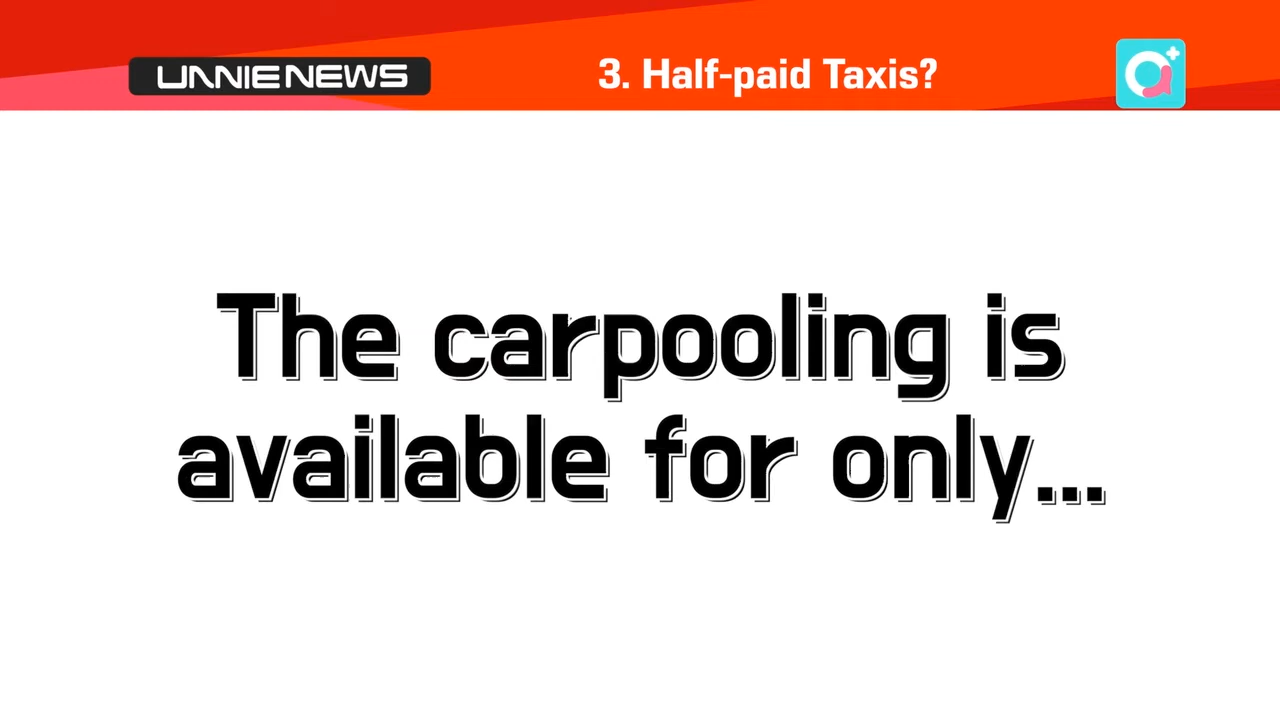 UNNIE NEWS
3. Half-paid Taxis?
The carpooling is
available for only...